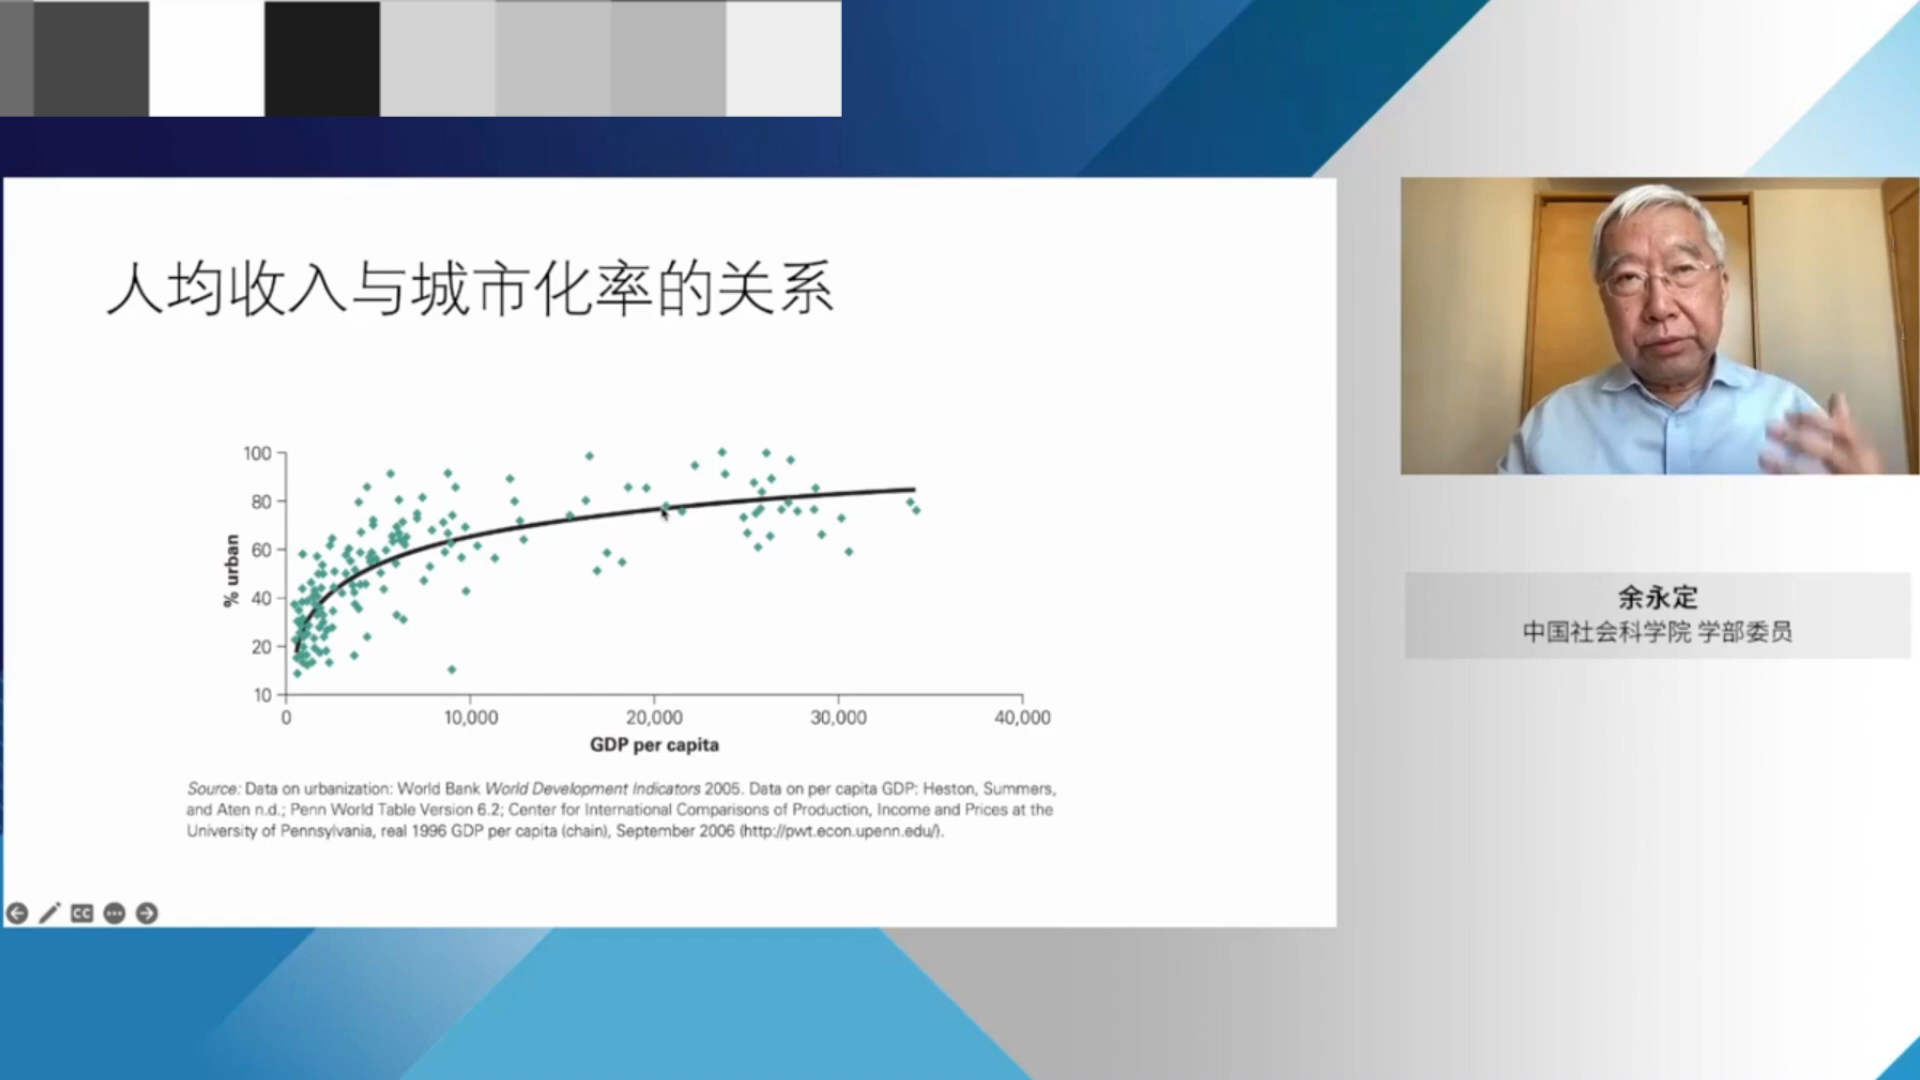 人均收入与城市化率的关系
100
80
60
40
20
10
% urban
0
10,000
20,000
30,000
40,000
GDP per capita
Source: Data on urbanization: World Bank World Development Indicators 2005. Data on per capita GDP: Heston, Summers,
and Aten n.d.; Penn World Table Version 6.2; Center for International Comparisons of Production, Income and Prices at the
University of Pennsylvania, real 1996 GDP per capita (chain), September 2006 (http://pwt.econ.upenn.edu/).
CC
余永定
中国社会科学院 学部委员